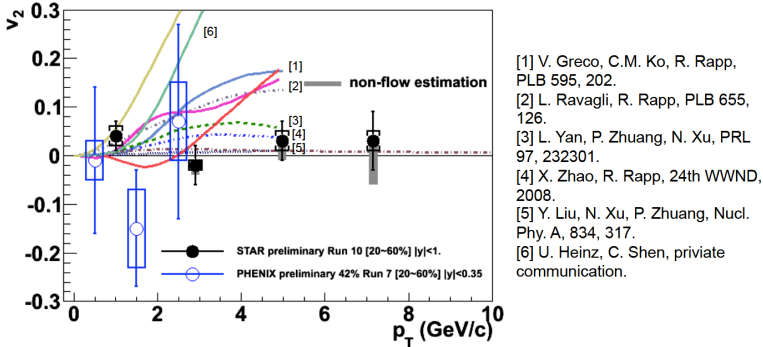 v2
0.3
0.2
0.1
0
-0.1
-0.2
-0.3
[6]
[1]
[2]
[3]
[4]
[5]
non-flow estimation
STAR preliminary Run 10 [20~60%] |y|<1.
PHENIX preliminary 42% Run 7 [20~60%] |y|<0.35
0 2 4 6 8 10
pT (GeV/c)
[1] V. Greco, C.M. Ko, R. Rapp,
PLB 595, 202.
[2] L. Ravagli, R. Rapp, PLB 655,
126.
[3] L. Yan, P. Zhuang, N. Xu, PRL
97, 232301.
[4] X. Zhao, R. Rapp, 24th WWND,
2008.
[5] Y. Liu, N. Xu, P. Zhuang, Nucl.
Phy. A, 834, 317.
[6] U. Heinz, C. Shen, priviate
communication.